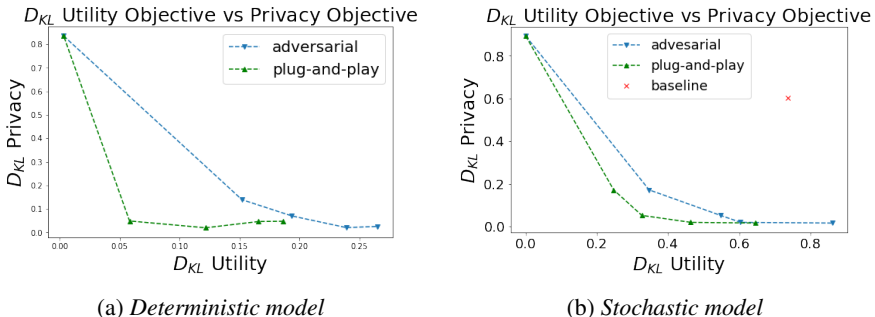 D_KL Utility Objective vs Privacy Objective
D_KL Privacy
0.8
0.7
0.6
0.5
0.4
0.3
0.2
0.1
0.0
adversarial
plug-and-play
0.00 0.05 0.10 0.15 0.20 0.25
D_KL Utility
(a) Deterministic model
D_KL Utility Objective vs Privacy Objective
D_KL Privacy
0.8
0.6
0.4
0.2
0.0
advesarial
plug-and-play
baseline
0.0 0.2 0.4 0.6 0.8
D_KL Utility
(b) Stochastic model